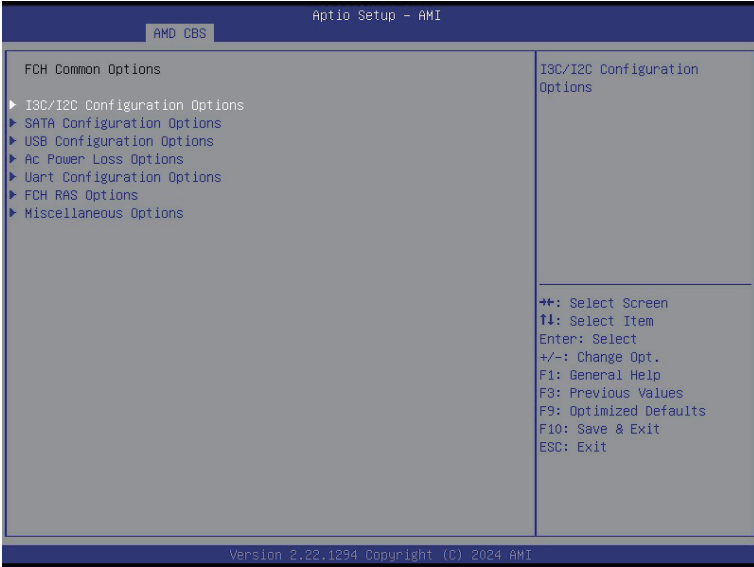 Aptio Setup – AMI
AMD CBS
FCH Common Options
I3C/I2C Configuration Options
SATA Configuration Options
USB Configuration Options
Ac Power Loss Options
Uart Configuration Options
FCH RAS Options
Miscellaneous Options
I3C/I2C Configuration
Options
→←: Select Screen
↑↓: Select Item
Enter: Select
+/-: Change Opt.
F1: General Help
F3: Previous Values
F9: Optimized Defaults
F10: Save & Exit
ESC: Exit
Version 2.22.1294 Copyright (C) 2024 AMI